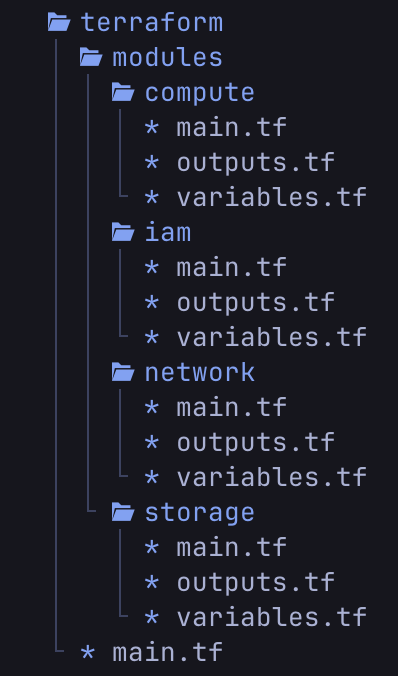 terraform
modules
compute
* main.tf
* outputs.tf
* variables.tf
iam
* main.tf
* outputs.tf
* variables.tf
network
* main.tf
* outputs.tf
* variables.tf
storage
* main.tf
* outputs.tf
* variables.tf
* main.tf